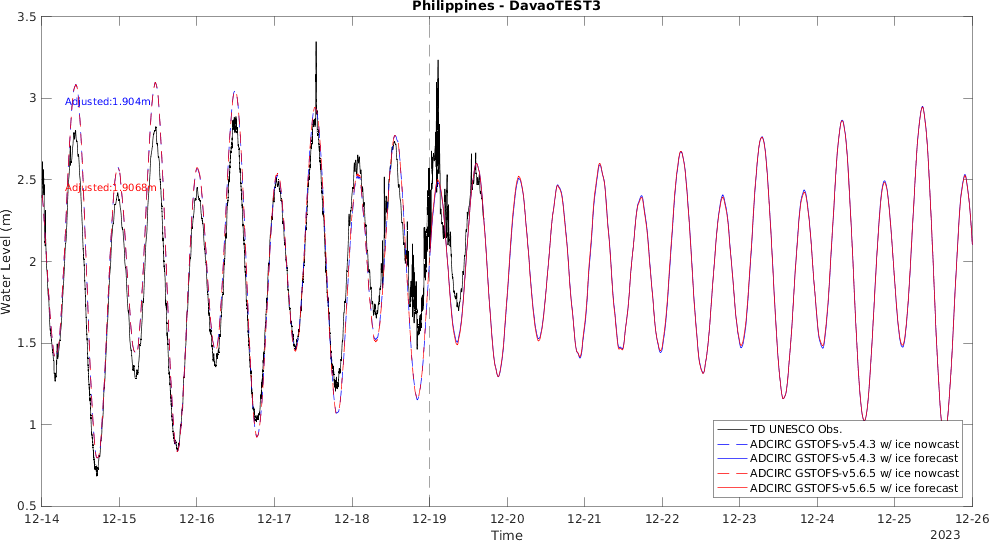 Philippines - DavaoTEST3
3.5
3
2.5
2
1.5
1
0.5
Water Level (m)
Adjusted:1.904m
Adjusted:1.9068m
TD UNESCO Obs.
ADCIRC GSTOFS-v5.4.3 w/ ice nowcast
ADCIRC GSTOFS-v5.4.3 w/ ice forecast
ADCIRC GSTOFS-v5.6.5 w/ ice nowcast
ADCIRC GSTOFS-v5.6.5 w/ ice forecast
12-14 12-15 12-16 12-17 12-18 12-19 12-20 12-21 12-22 12-23 12-24 12-25 12-26
Time
2023